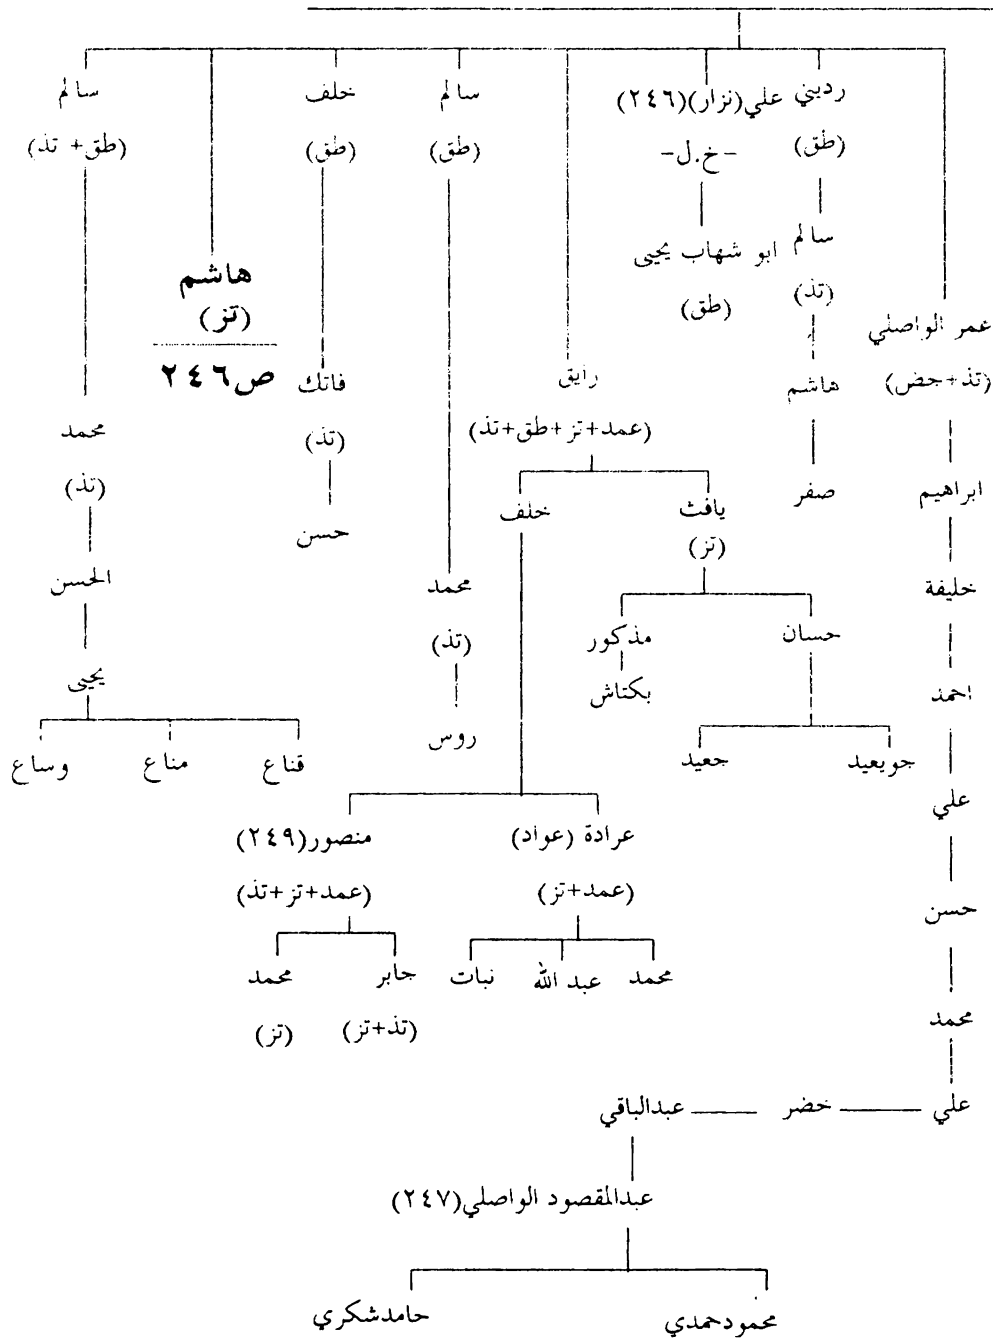 رديني علي(نزار)(٢٤٦) سالم خلف سالم
(طق) -خ.ل- (طق) (طق) (طق+ تذ)
سالم ابو شهاب يحيى هاشم
(تذ) (طق) (تز)
عمر الواصلي
هاشم رايق فاتك ص٢٤٦
(تذ+حض) (عمد+تز+طق+تذ) (تذ) محمد
ابراهيم صفر يافث خلف (تذ)
(تز) حسن
خليفة محمد الحسن
حسان مذكور (تذ)
احمد بكتاش يحيى
جويعيد جعيد روس قناع مناع وساع
علي
عرادة (عواد) منصور(٢٤٩)
(عمد+تز) (عمد+تز+تذ)
حسن
محمد عبد الله نبات جابر محمد
محمد (تذ+تز) (تز)
علي خضر عبدالباقي
عبدالمقصود الواصلي(٢٤٧)
محمودحمدي حامدشكري